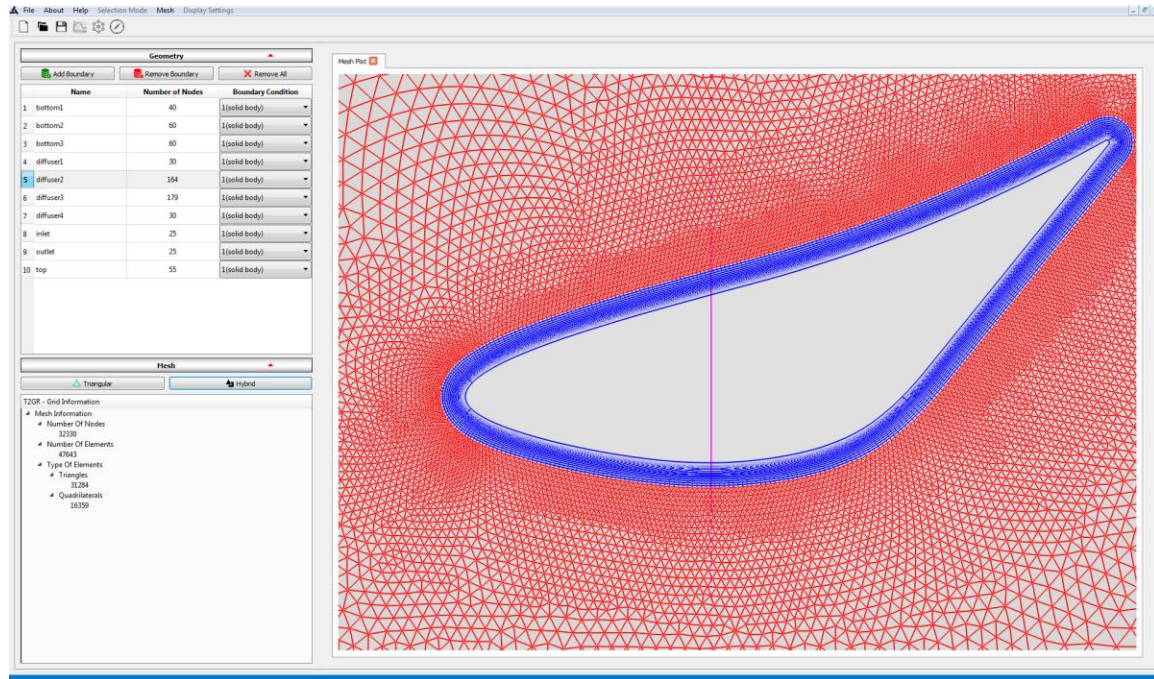 File About Help Selection Mode Mesh Display Settings
Geometry
Add Boundary Remove Boundary Remove All
Name Number of Nodes Boundary Condition
1 bottom1 40 1(solid body)
2 bottom2 60 1(solid body)
3 bottom3 60 1(solid body)
4 diffuser1 30 1(solid body)
5 diffuser2 164 1(solid body)
6 diffuser3 179 1(solid body)
7 diffuser4 30 1(solid body)
8 inlet 25 1(solid body)
9 outlet 25 1(solid body)
10 top 55 1(solid body)
Mesh
Triangular Hybrid
T2GR - Grid Information
Mesh Information
Number Of Nodes
32330
Number Of Elements
47643
Type Of Elements
Triangles
31284
Quadrilaterals
16359
Mesh Plot